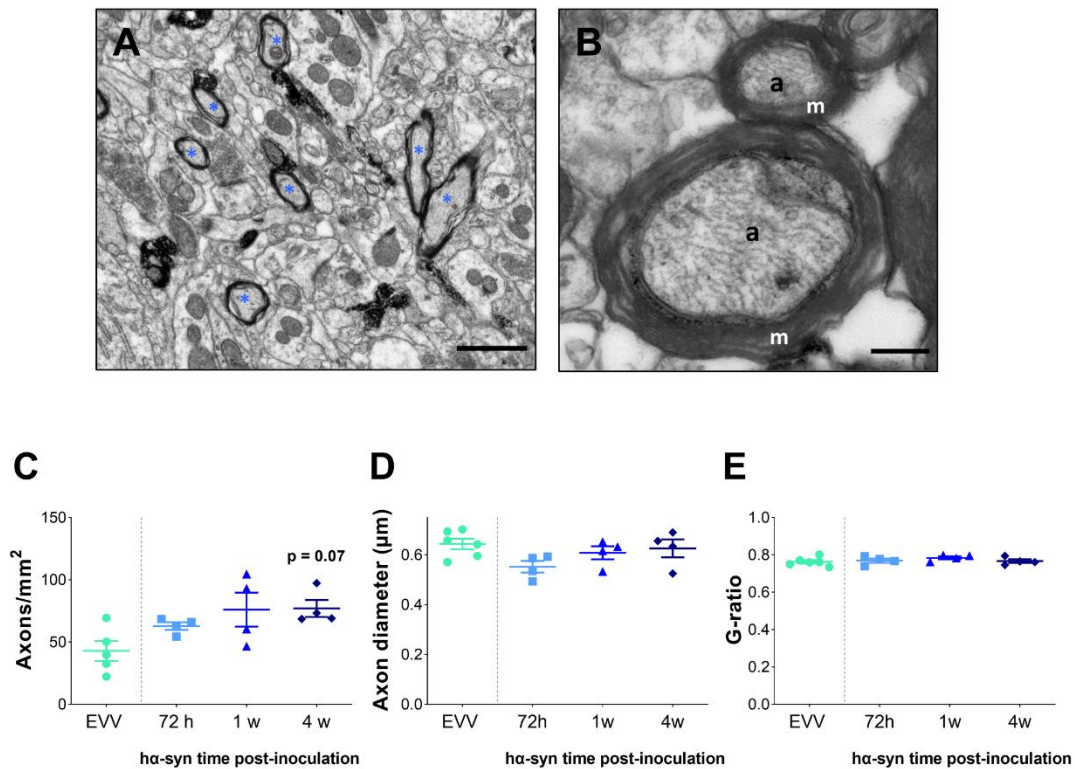 A
B
a
m
a
m
C
D
E
Axons/mm²
150
100
50
0
p = 0.07
EVV
72 h
1 w
4 w
hα-syn time post-inoculation
Axon diameter (µm)
0.6
0.4
0.2
0.0
EVV
72h
1w
4w
hα-syn time post-inoculation
G-ratio
1.0
0.8
0.6
0.4
0.2
0.0
EVV
72h
1w
4w
hα-syn time post-inoculation